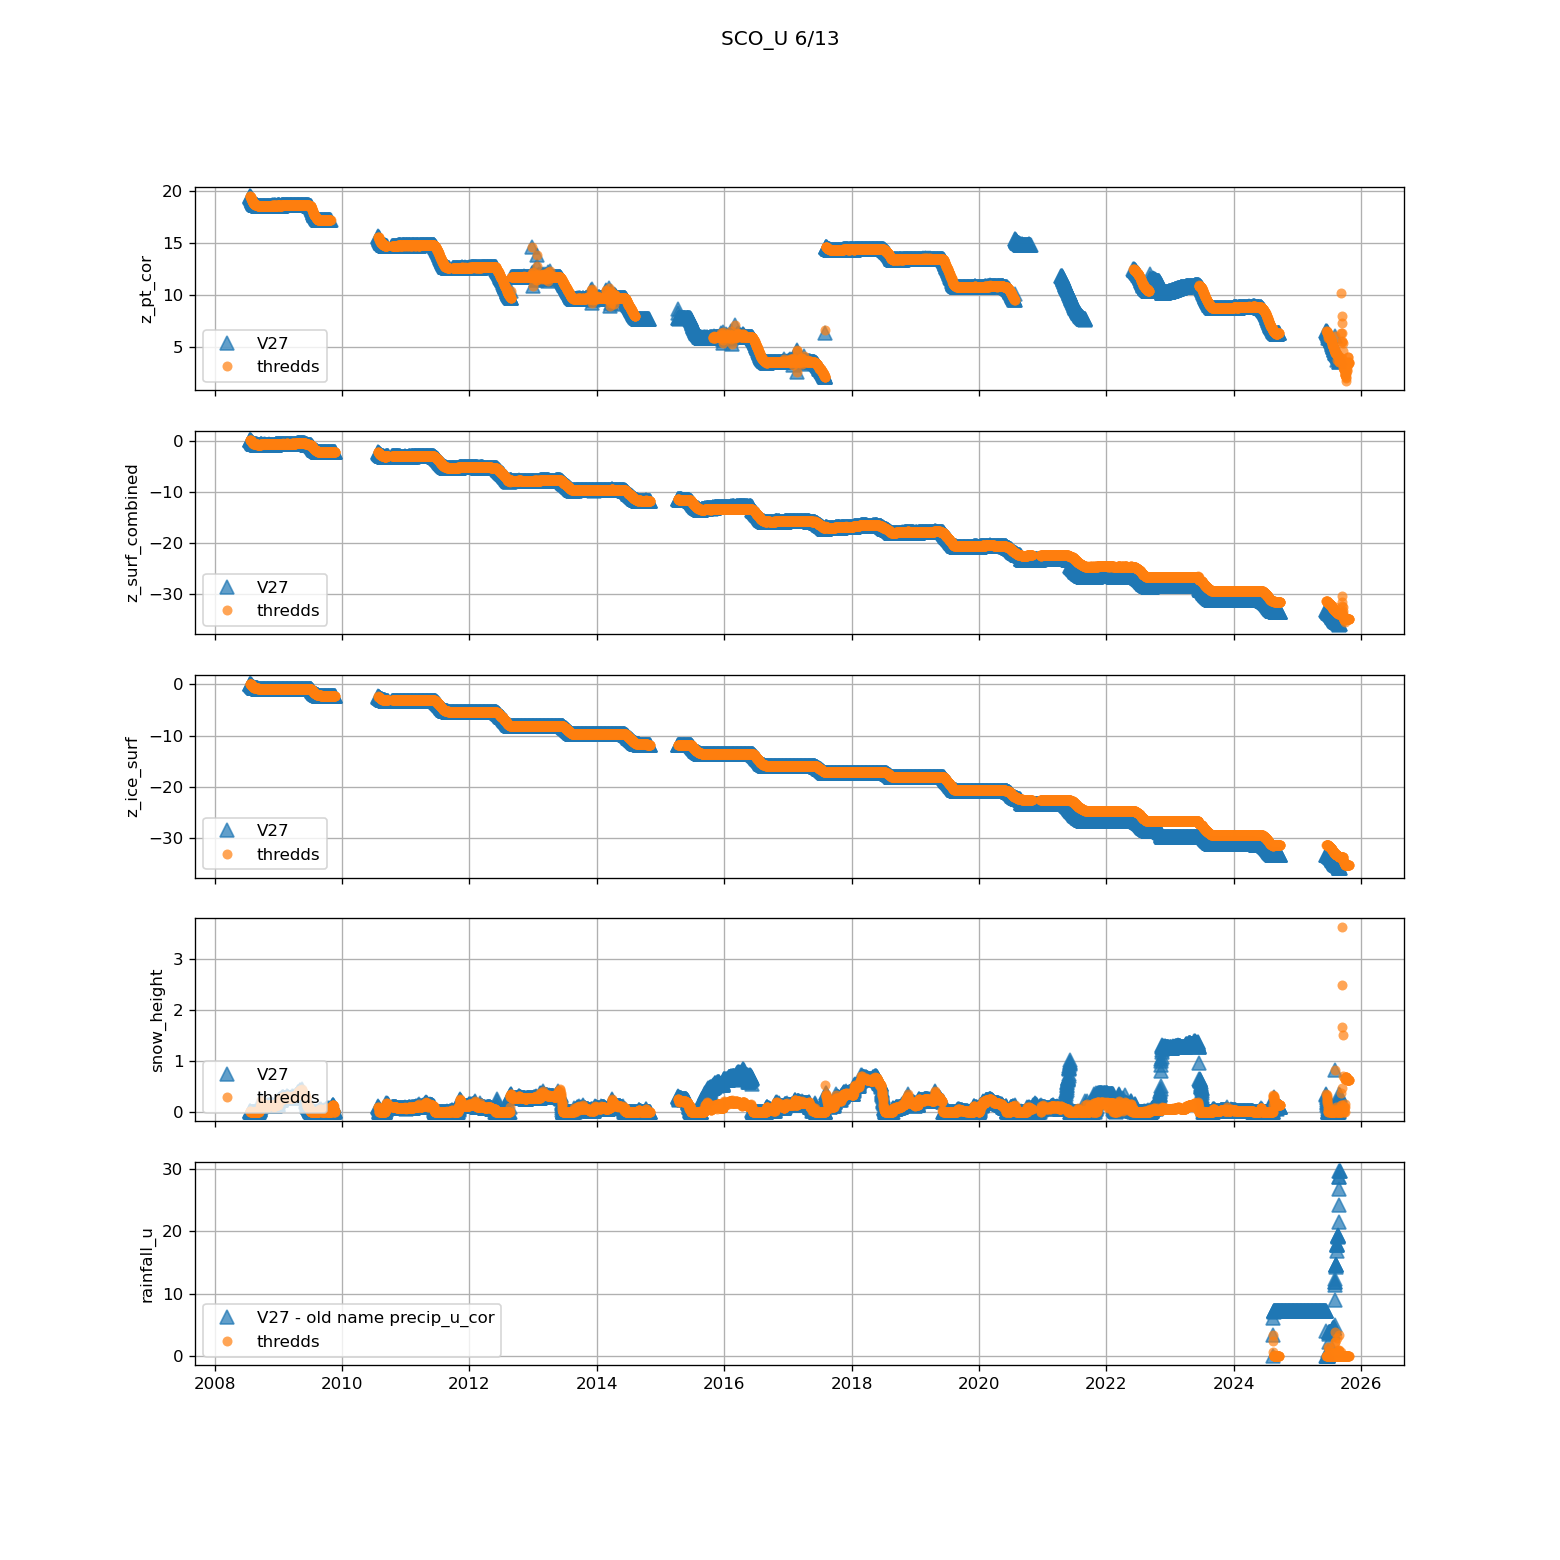 SCO_U 6/13
20
15
10
5
z_pt_cor
V27
thredds
0
−10
−20
−30
z_surf_combined
V27
thredds
0
−10
−20
−30
z_ice_surf
V27
thredds
3
2
1
0
snow_height
V27
thredds
30
20
10
0
rainfall_u
V27 - old name precip_u_cor
thredds
2008 2010 2012 2014 2016 2018 2020 2022 2024 2026